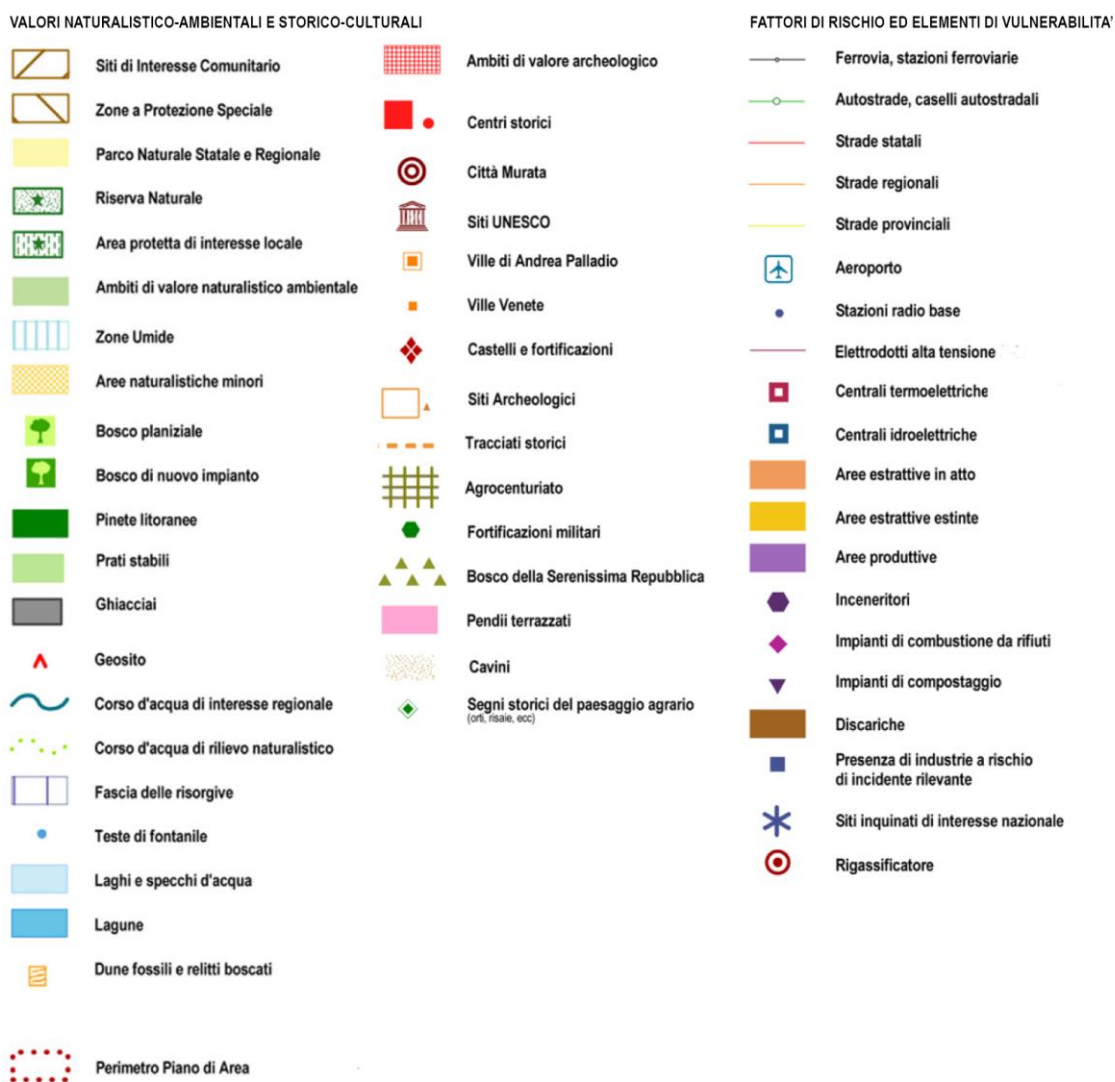 VALORI NATURALISTICO-AMBIENTALI E STORICO-CULTURALI
Siti di Interesse Comunitario
Zone a Protezione Speciale
Parco Naturale Statale e Regionale
Riserva Naturale
Area protetta di interesse locale
Ambiti di valore naturalistico ambientale
Zone Umide
Aree naturalistiche minori
Bosco planiziale
Bosco di nuovo impianto
Pinete litoranee
Prati stabili
Ghiacciai
Geosito
Corso d'acqua di interesse regionale
Corso d'acqua di rilievo naturalistico
Fascia delle risorgive
Teste di fontanile
Laghi e specchi d'acqua
Lagune
Dune fossili e relitti boscati
Perimetro Piano di Area
Ambiti di valore archeologico
Centri storici
Città Murata
Siti UNESCO
Ville di Andrea Palladio
Ville Venete
Castelli e fortificazioni
Siti Archeologici
Tracciati storici
Agrocenturiato
Fortificazioni militari
Bosco della Serenissima Repubblica
Pendii terrazzati
Cavini
Segni storici del paesaggio agrario
(orti, risaie, ecc)
FATTORI DI RISCHIO ED ELEMENTI DI VULNERABILITA'
Ferrovia, stazioni ferroviarie
Autostrade, caselli autostradali
Strade statali
Strade regionali
Strade provinciali
Aeroporto
Stazioni radio base
Elettrodotti alta tensione
Centrali termoelettriche
Centrali idroelettriche
Aree estrattive in atto
Aree estrattive estinte
Aree produttive
Inceneritori
Impianti di combustione da rifiuti
Impianti di compostaggio
Discariche
Presenza di industrie a rischio
di incidente rilevante
Siti inquinati di interesse nazionale
Rigassificatore